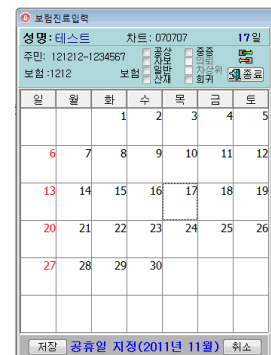 보험진료입력
성명: 테스트 차트: 070707 17일
주민: 121212-1234567 공상 중증
자보 의뢰
보험:1212 보험 일반 차상위
산재 희귀 종료
일 월 화 수 목 금 토
1 2 3 4 5
6 7 8 9 10 11 12
13 14 15 16 17 18 19
20 21 22 23 24 25 26
27 28 29 30
저장 공휴일 지정(2011년 11월) 취소